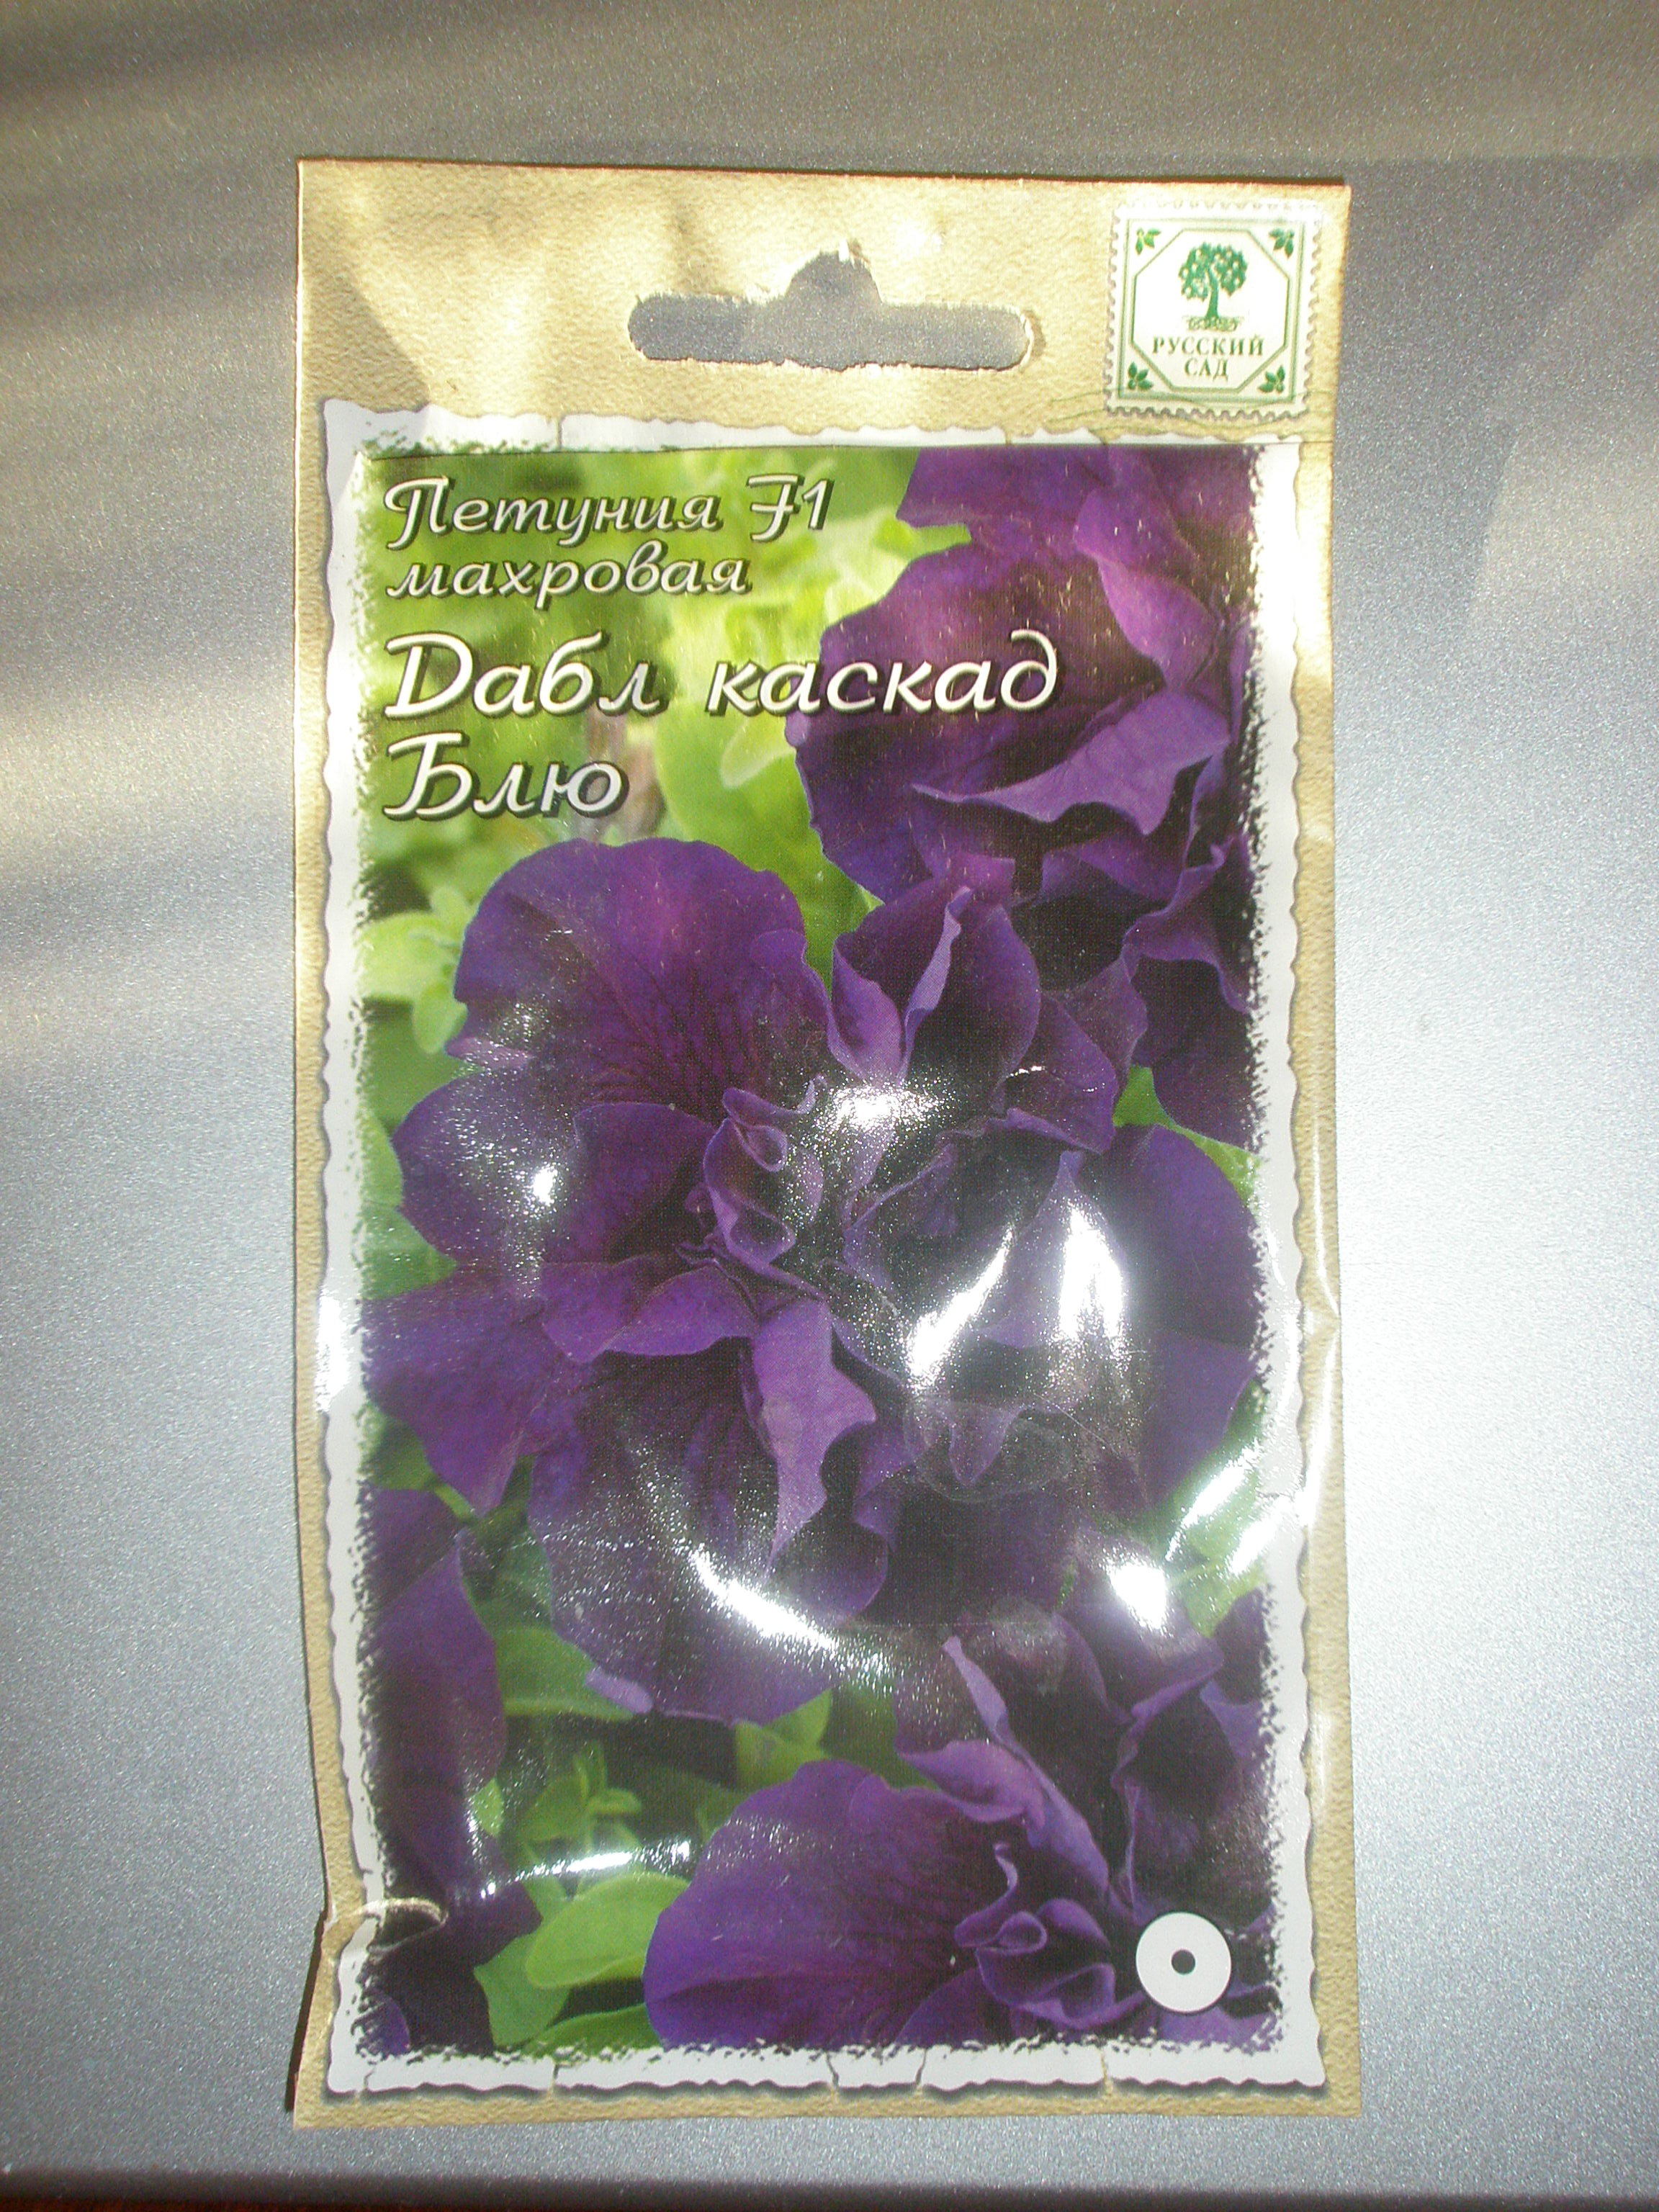 РУССКИЙ
САД
Петуния F1
махровая
Дабл каскад
Блю